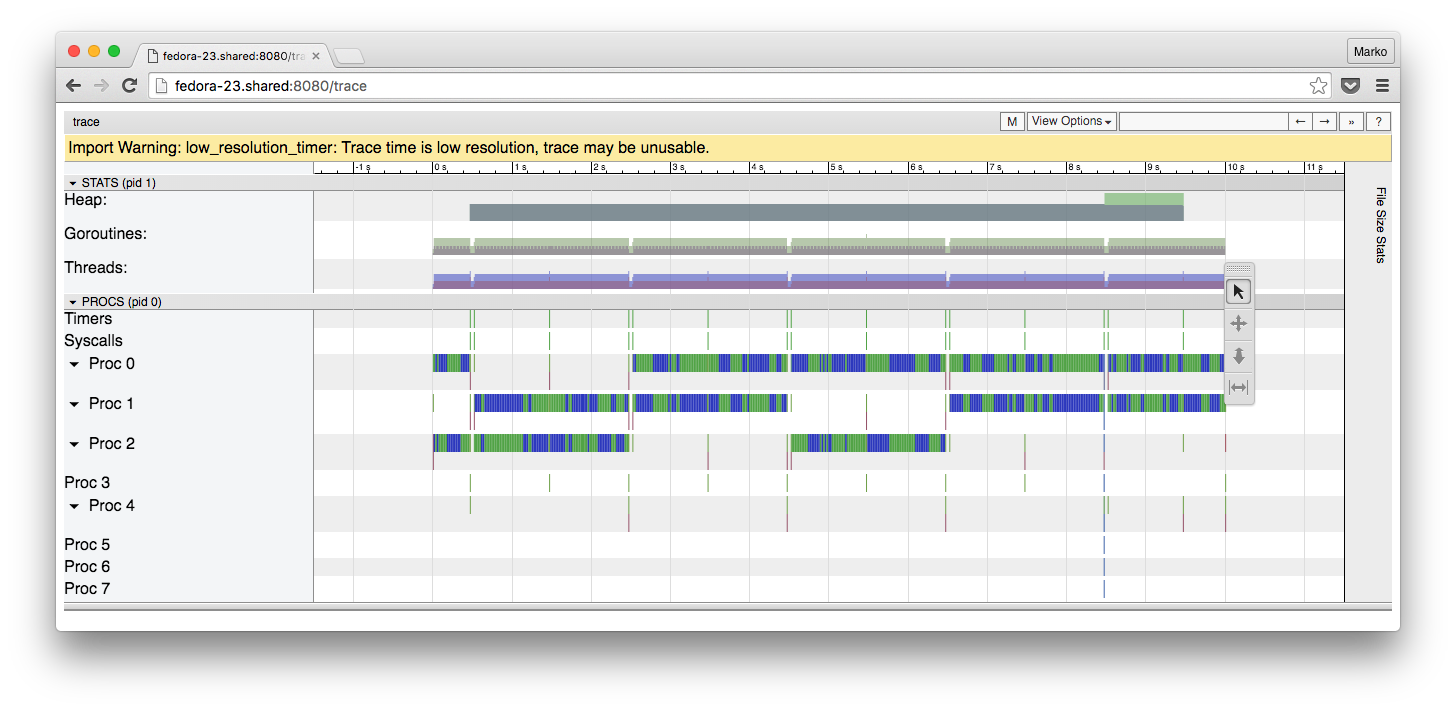 fedora-23.shared:8080/tra
Marko
fedora-23.shared:8080/trace
trace
M
View Options
← → » ?
Import Warning: low_resolution_timer: Trace time is low resolution, trace may be unusable.
-1 s 0 s 1 s 2 s 3 s 4 s 5 s 6 s 7 s 8 s 9 s 10 s 11 s
STATS (pid 1)
Heap:
Goroutines:
Threads:
File Size Stats
PROCS (pid 0)
Timers
Syscalls
Proc 0
Proc 1
Proc 2
Proc 3
Proc 4
Proc 5
Proc 6
Proc 7